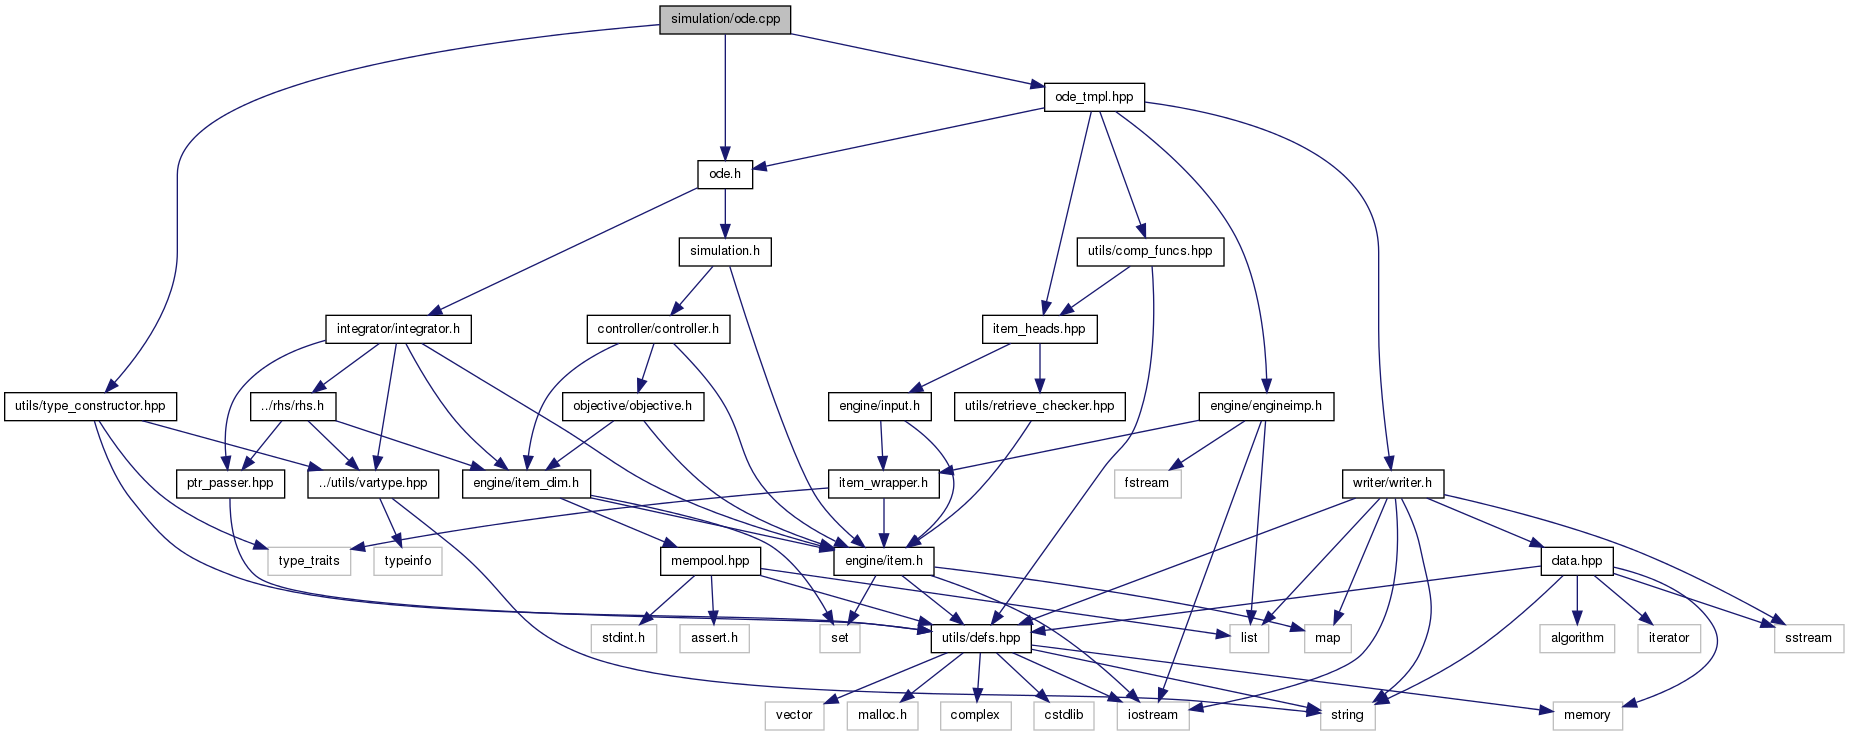 simulation/ode.cpp
ode_tmpl.hpp
ode.h
simulation.h
utils/comp_funcs.hpp
integrator/integrator.h
controller/controller.h
item_heads.hpp
utils/type_constructor.hpp
../rhs/rhs.h
objective/objective.h
engine/input.h
utils/retrieve_checker.hpp
engine/engineimp.h
ptr_passer.hpp
../utils/vartype.hpp
engine/item_dim.h
item_wrapper.h
fstream
writer/writer.h
type_traits
typeinfo
mempool.hpp
engine/item.h
data.hpp
stdint.h
assert.h
set
utils/defs.hpp
list
map
algorithm
iterator
sstream
vector
malloc.h
complex
cstdlib
iostream
string
memory